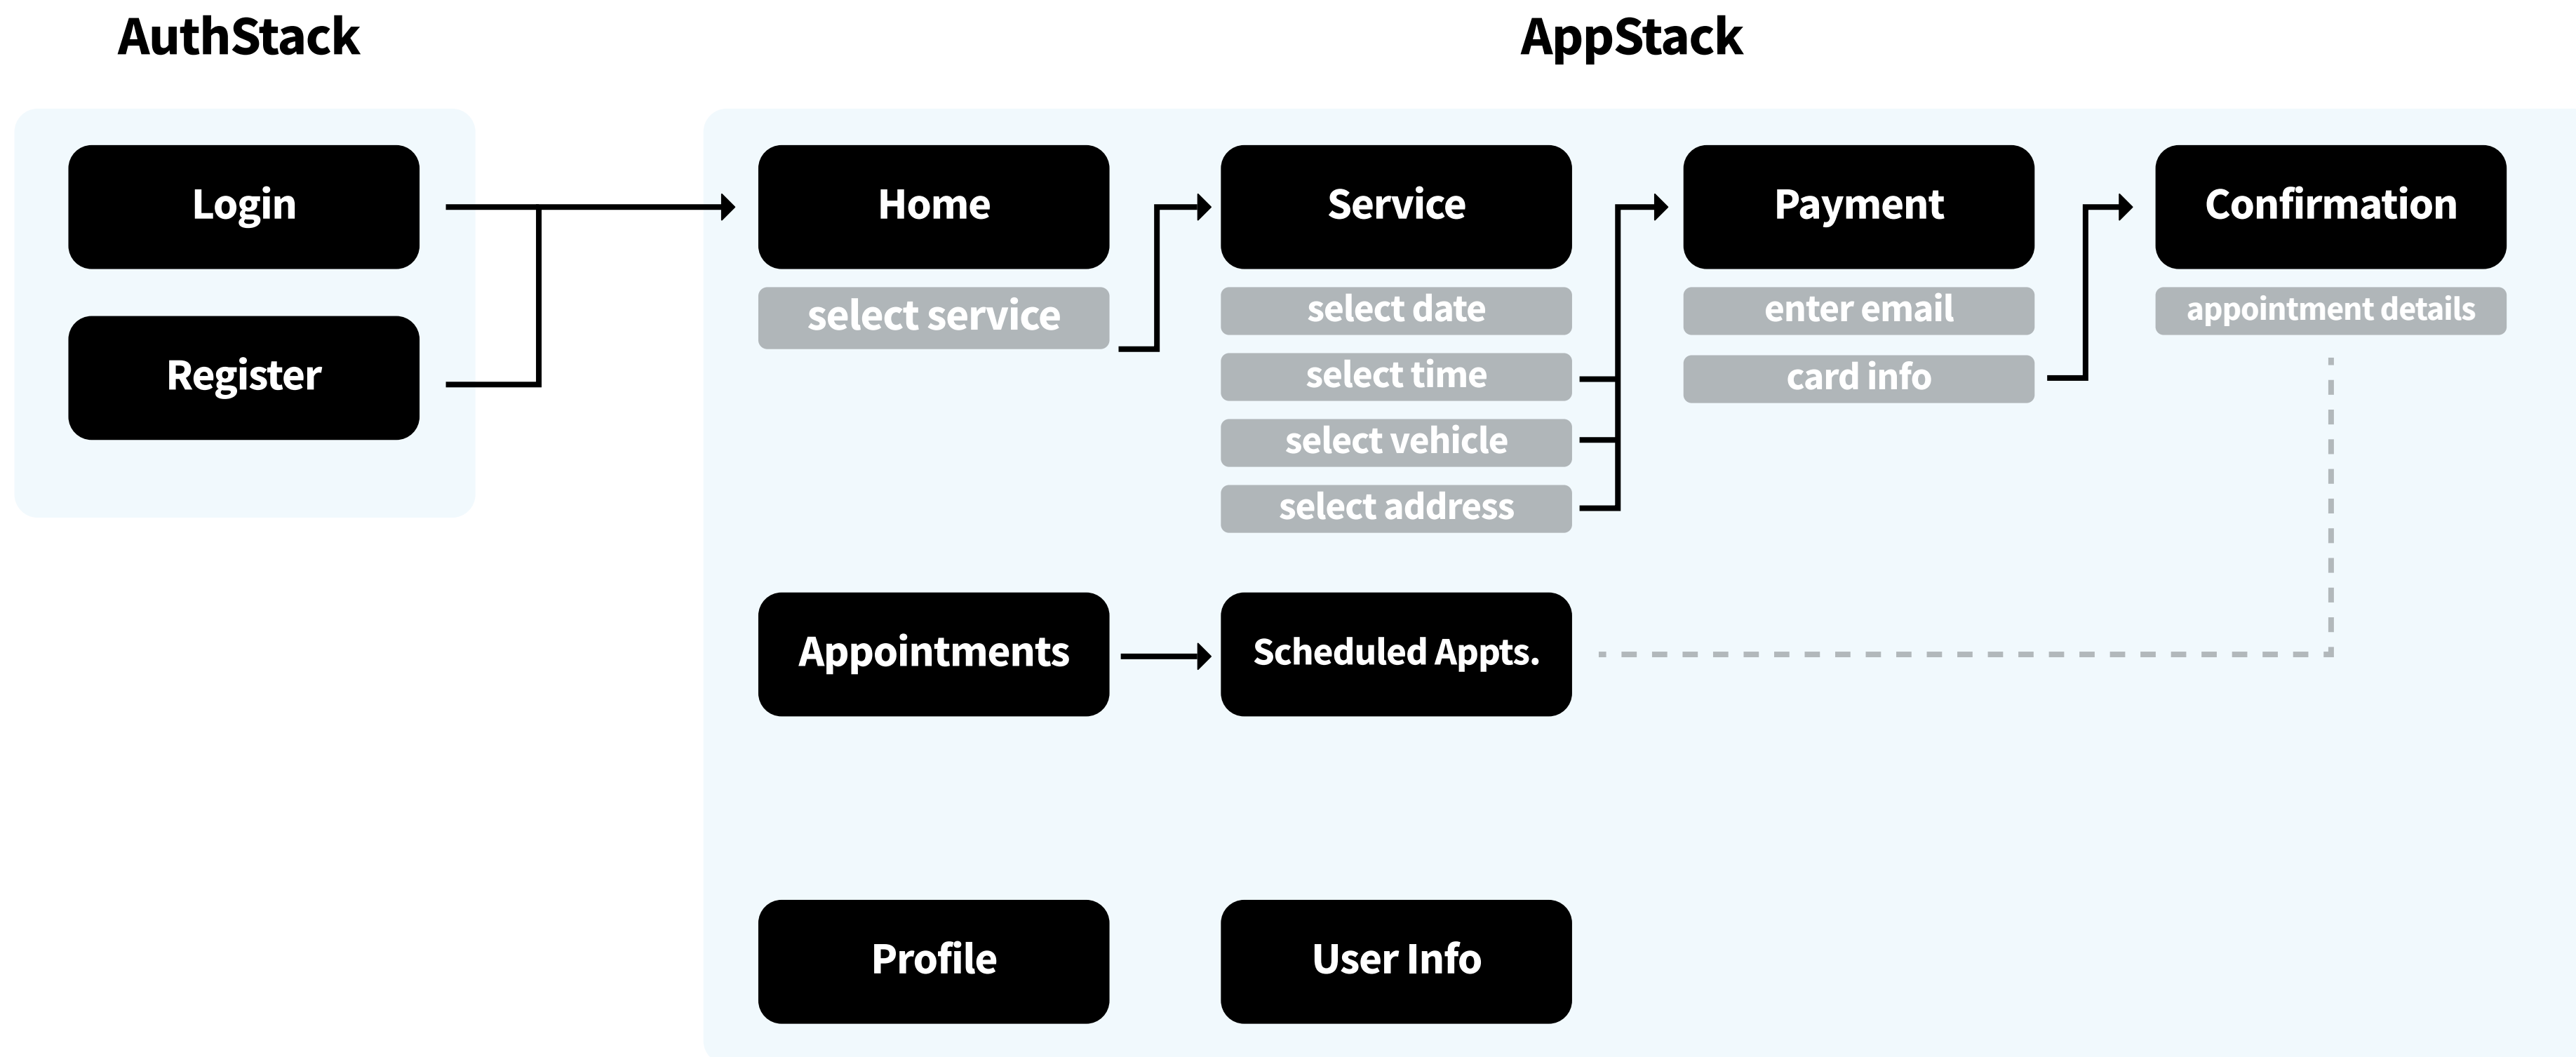 AuthStack
AppStack
Login
Register
Home
select service
Service
select date
select time
select vehicle
select address
Payment
enter email
card info
Confirmation
appointment details
Appointments
Scheduled Appts.
Profile
User Info